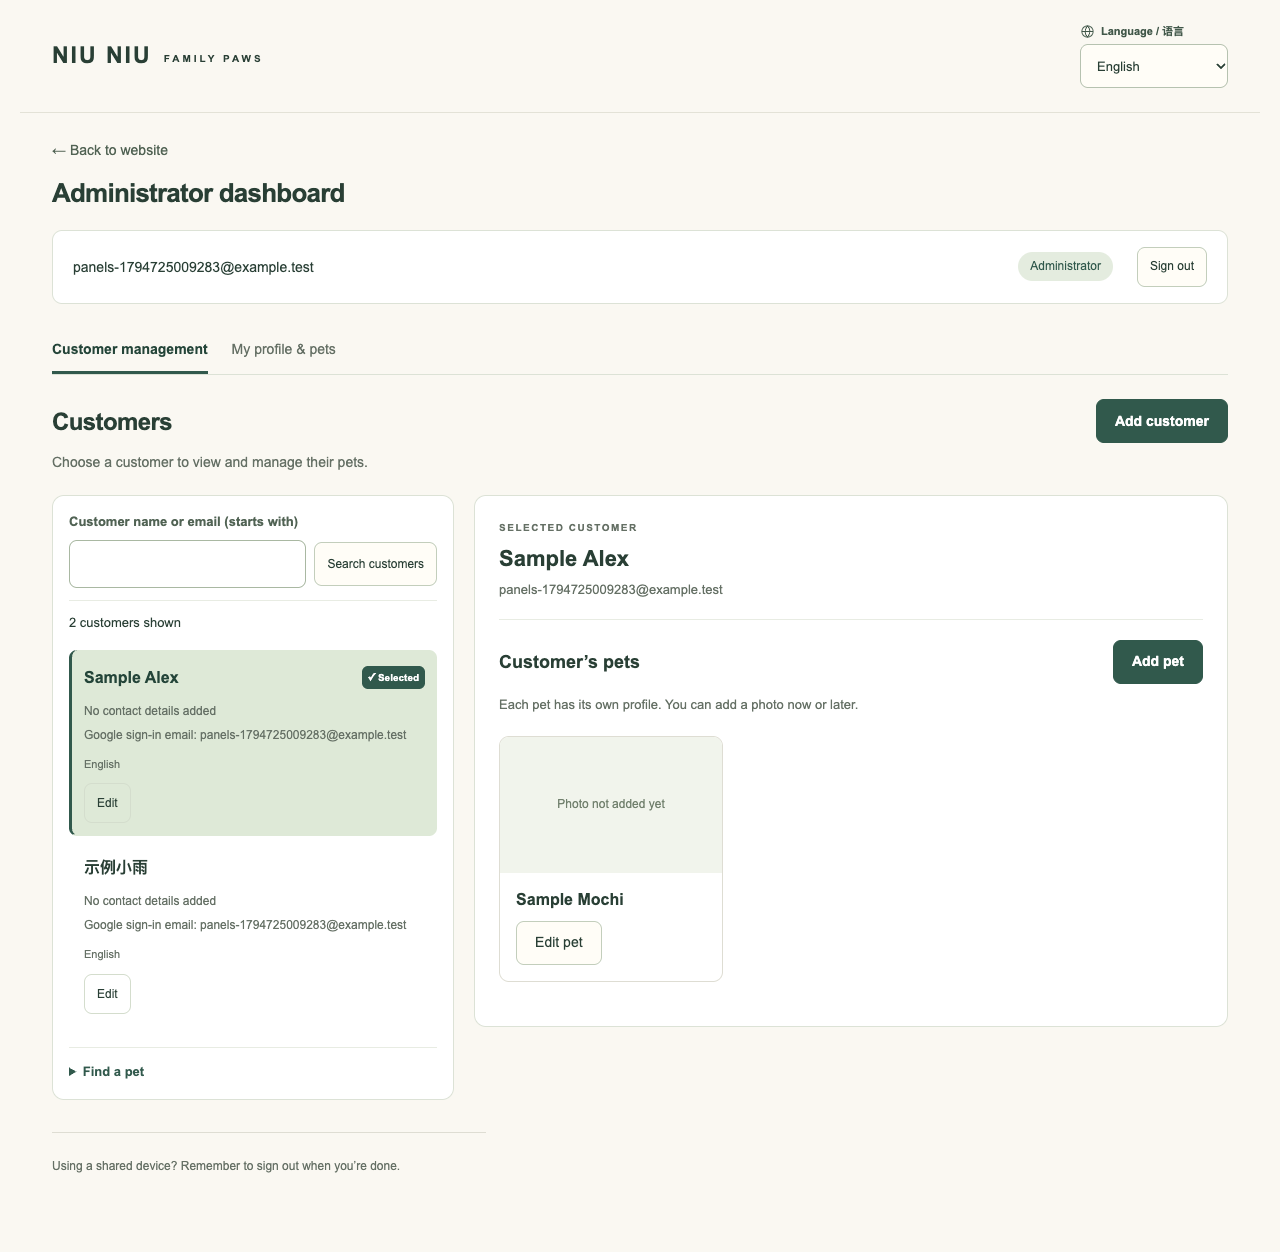 NIU NIU FAMILY PAWS
Language / 语言
English
← Back to website
Administrator dashboard
panels-1794725009283@example.test
Administrator
Sign out
Customer management
My profile & pets
Customers
Add customer
Choose a customer to view and manage their pets.
Customer name or email (starts with)
Search customers
2 customers shown
Sample Alex
✓ Selected
No contact details added
Google sign-in email: panels-1794725009283@example.test
English
Edit
示例小雨
No contact details added
Google sign-in email: panels-1794725009283@example.test
English
Edit
Find a pet
SELECTED CUSTOMER
Sample Alex
panels-1794725009283@example.test
Customer’s pets
Add pet
Each pet has its own profile. You can add a photo now or later.
Photo not added yet
Sample Mochi
Edit pet
Using a shared device? Remember to sign out when you’re done.